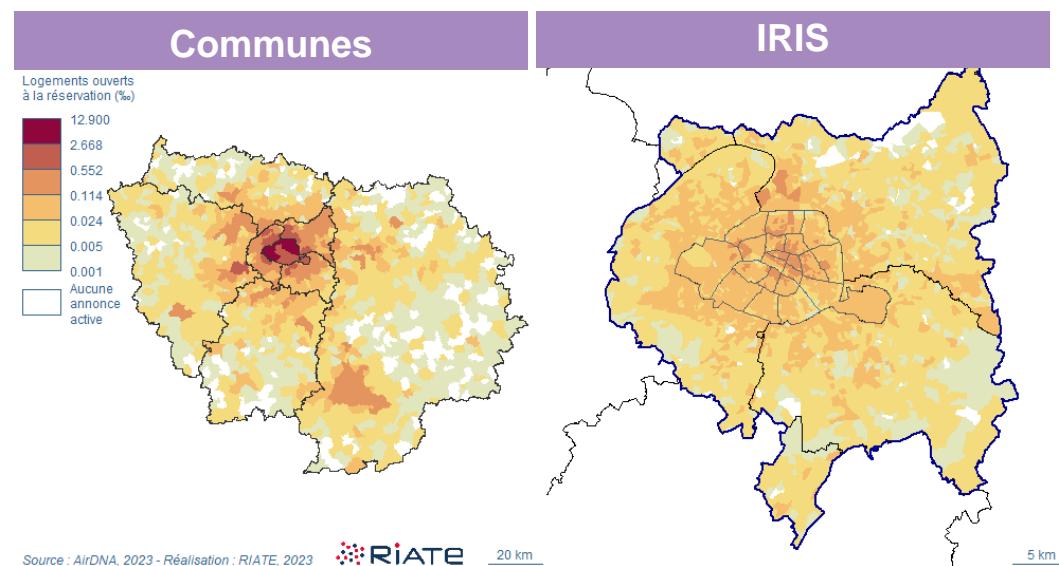 Communes
IRIS
Logements ouverts
à la réservation (‰)
12.900
2.668
0.552
0.114
0.024
0.005
0.001
Aucune
annonce
active
Source : AirDNA, 2023 - Réalisation : RIATE, 2023
RIATE
20 km
5 km